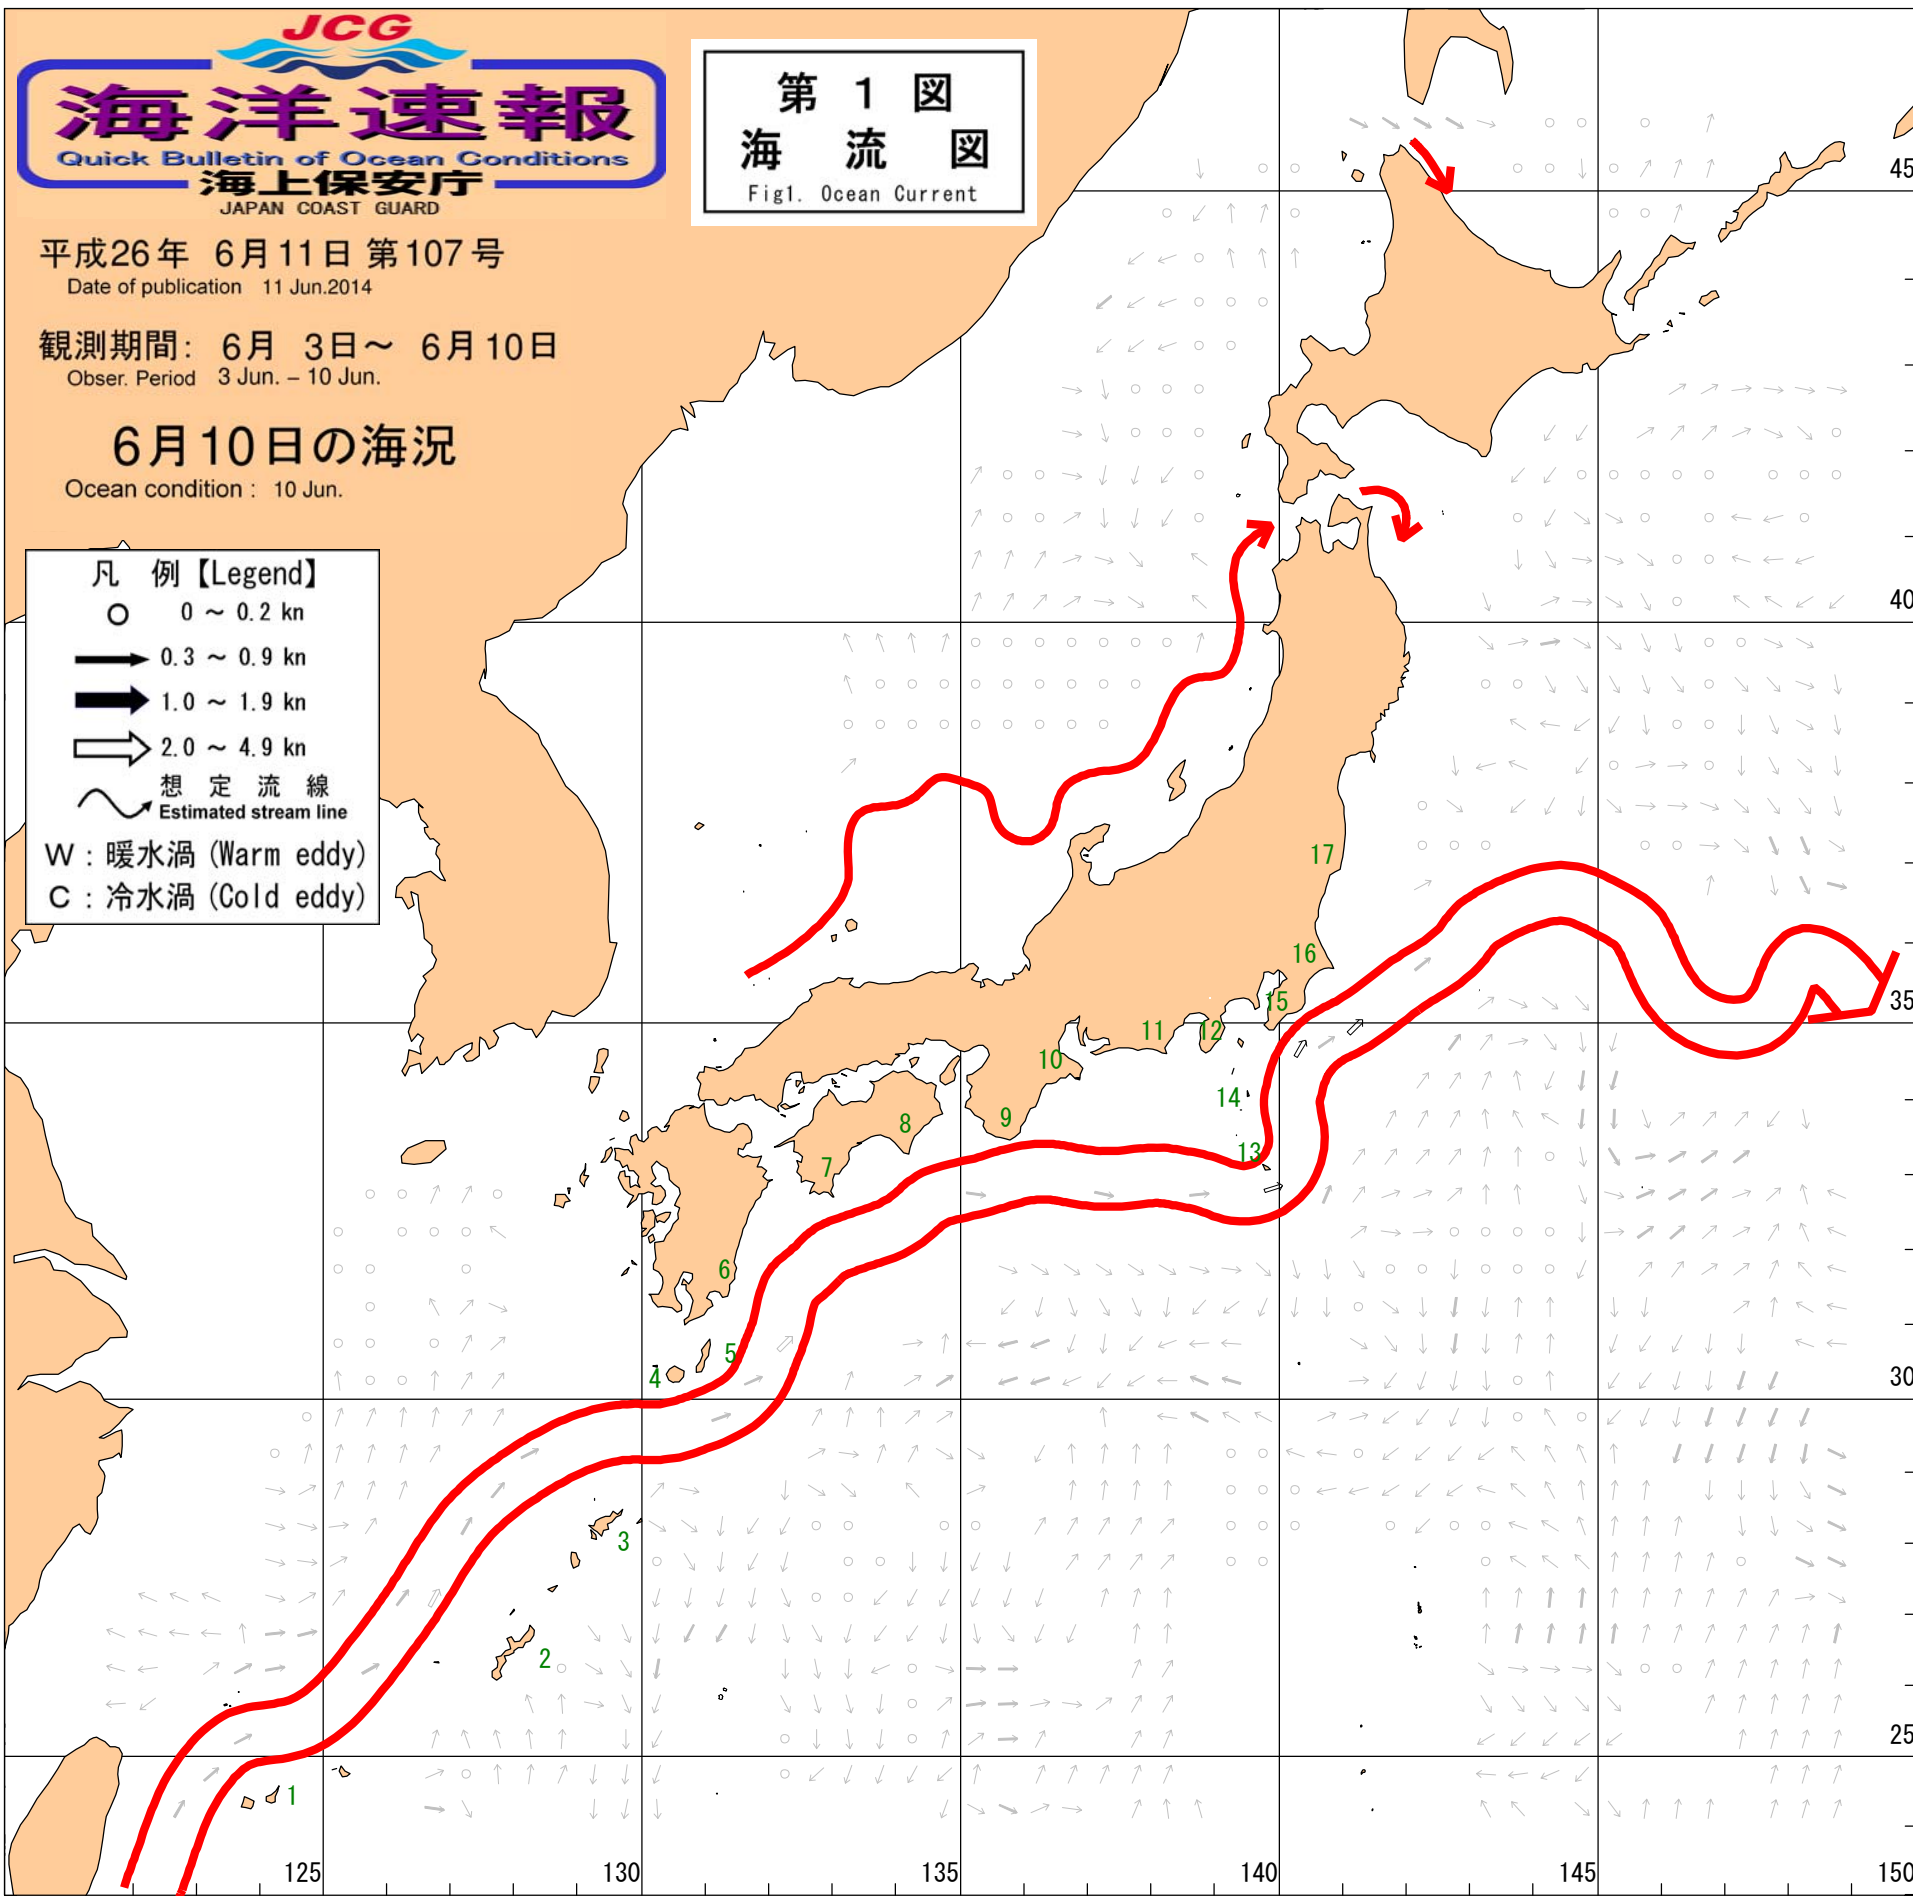 JCG
海洋速報
Quick Bulletin of Ocean Conditions
海上保安庁
JAPAN COAST GUARD
平成26年 6月11日 第107号
Date of publication 11 Jun.2014
観測期間: 6月 3日～ 6月10日
Obser. Period 3 Jun. – 10 Jun.
6月10日の海況
Ocean condition : 10 Jun.
第 1 図
海 流 図
Fig1. Ocean Current
凡 例【Legend】
0 ～ 0.2 kn
0.3 ～ 0.9 kn
1.0 ～ 1.9 kn
2.0 ～ 4.9 kn
想 定 流 線
Estimated stream line
W : 暖水渦 (Warm eddy)
C : 冷水渦 (Cold eddy)
45
40
17
16
35
15
12
11
10
14
9
8
13
7
6
5
4
30
3
2
25
1
125
130
135
140
145
150